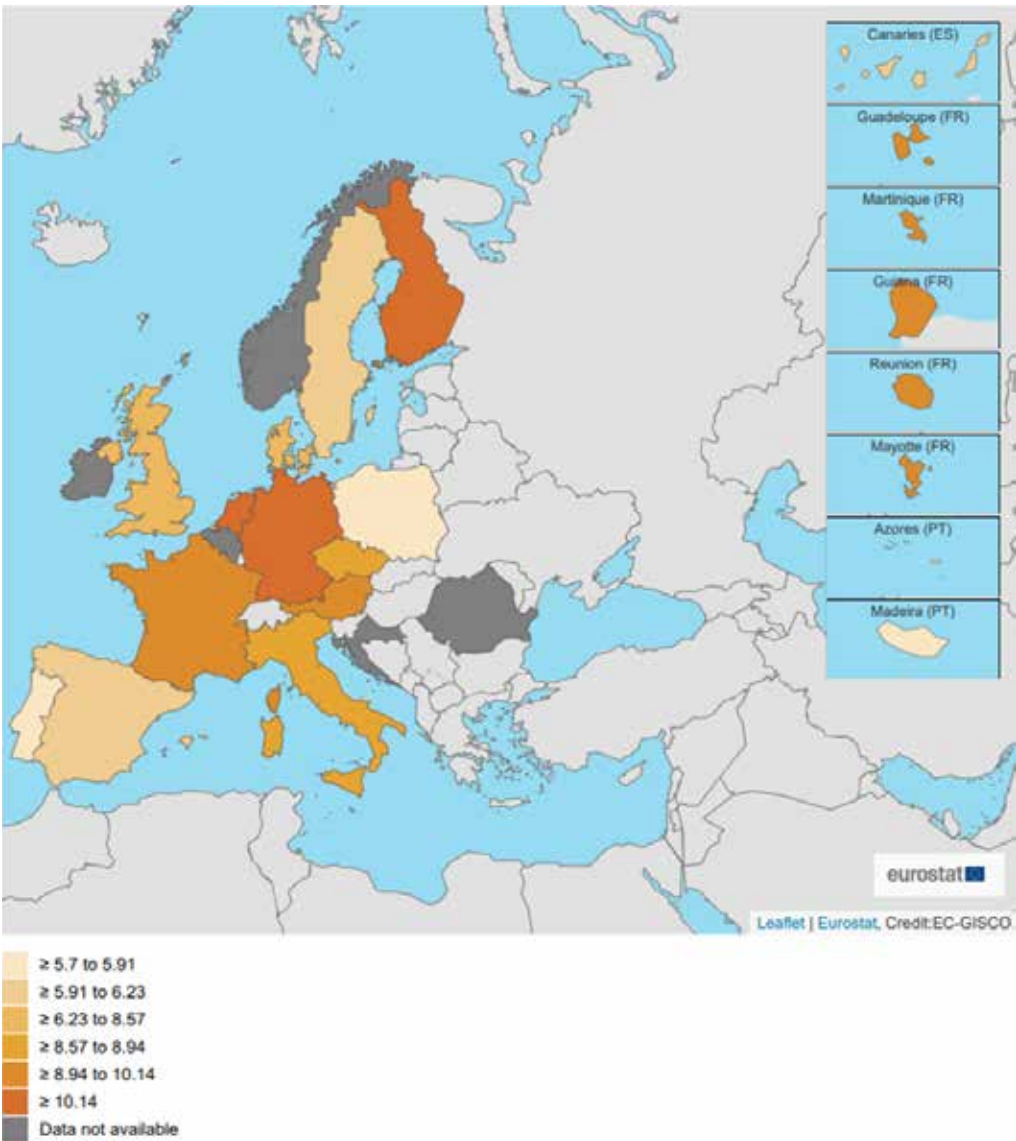 Canaries (ES)
Guadeloupe (FR)
Martinique (FR)
Guiana (FR)
Reunion (FR)
Mayotte (FR)
Azores (PT)
Madeira (PT)
eurostat
Leaflet | Eurostat, Credit:EC-GISCO
≥ 5.7 to 5.91
≥ 5.91 to 6.23
≥ 6.23 to 8.57
≥ 8.57 to 8.94
≥ 8.94 to 10.14
≥ 10.14
Data not available